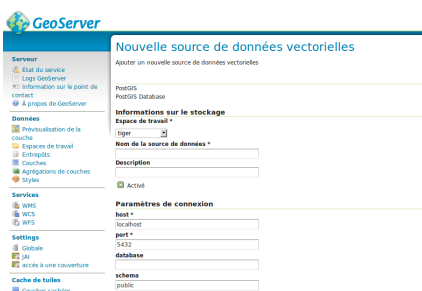 GeoServer
Serveur
État du service
Logs GeoServer
Information sur le point de
contact
À propos de GeoServer
Données
Prévisualisation de la
couche
Espaces de travail
Entrepôts
Couches
Agrégations de couches
Styles
Services
WMS
WCS
WFS
Settings
Globale
JAI
accès à une couverture
Cache de tuiles
Couches cachées
Nouvelle source de données vectorielles
Ajouter un nouvelle source de données vectorielles
PostGIS
PostGIS Database
Informations sur le stockage
Espace de travail *
tiger
Nom de la source de données *
Description
Activé
Paramètres de connexion
host *
localhost
port *
5432
database
schema
public